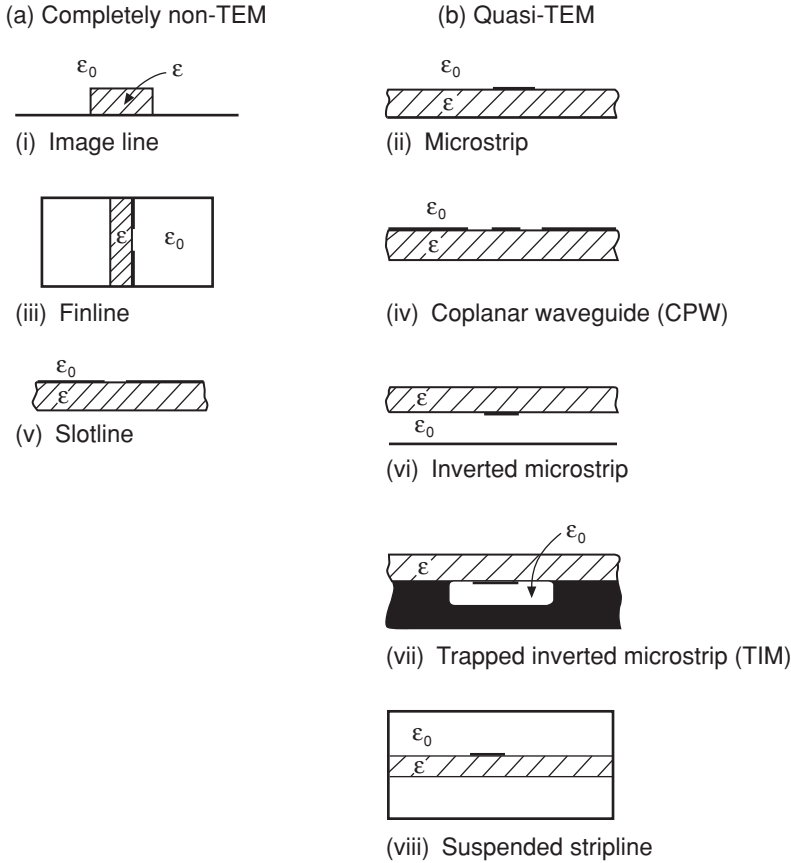 (a) Completely non-TEM
ε₀ ε
(i) Image line
ε ε₀
(iii) Finline
ε₀
ε
(v) Slotline
(b) Quasi-TEM
ε₀
ε
(ii) Microstrip
ε₀
ε
(iv) Coplanar waveguide (CPW)
ε
ε₀
(vi) Inverted microstrip
ε₀
ε
(vii) Trapped inverted microstrip (TIM)
ε₀
ε
(viii) Suspended stripline